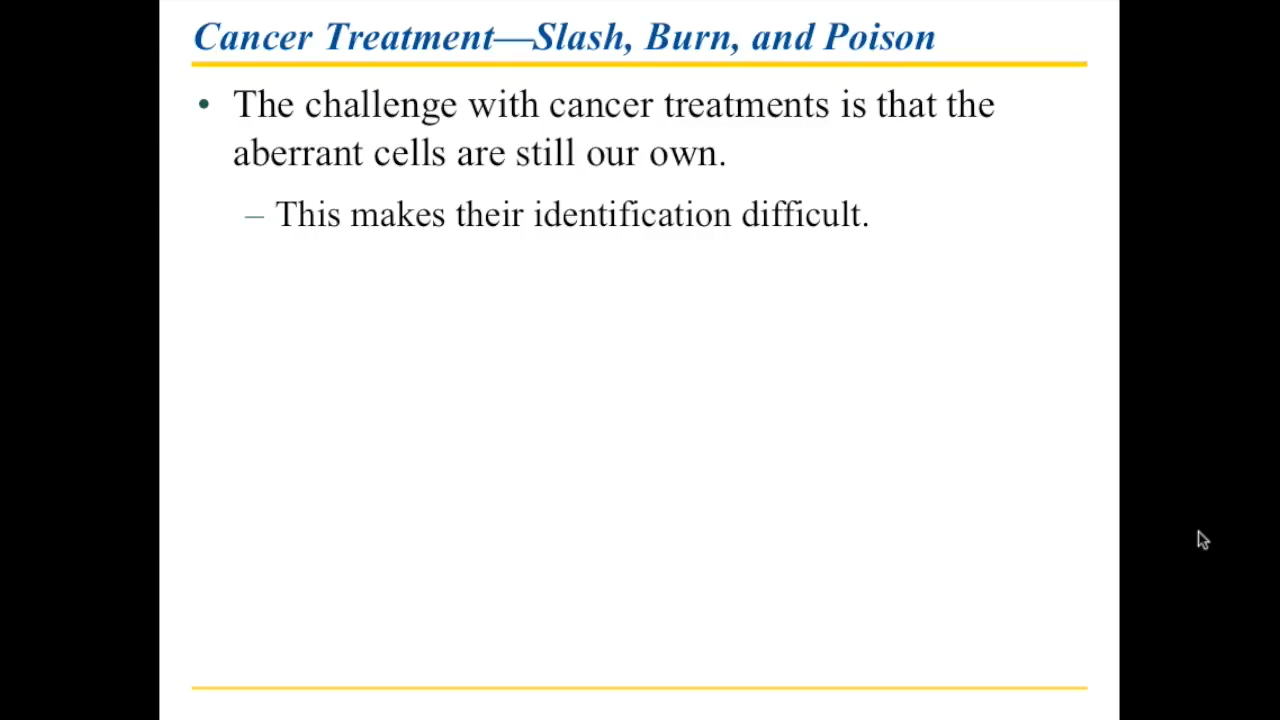 Cancer Treatment—Slash, Burn, and Poison
• The challenge with cancer treatments is that the
aberrant cells are still our own.
– This makes their identification difficult.